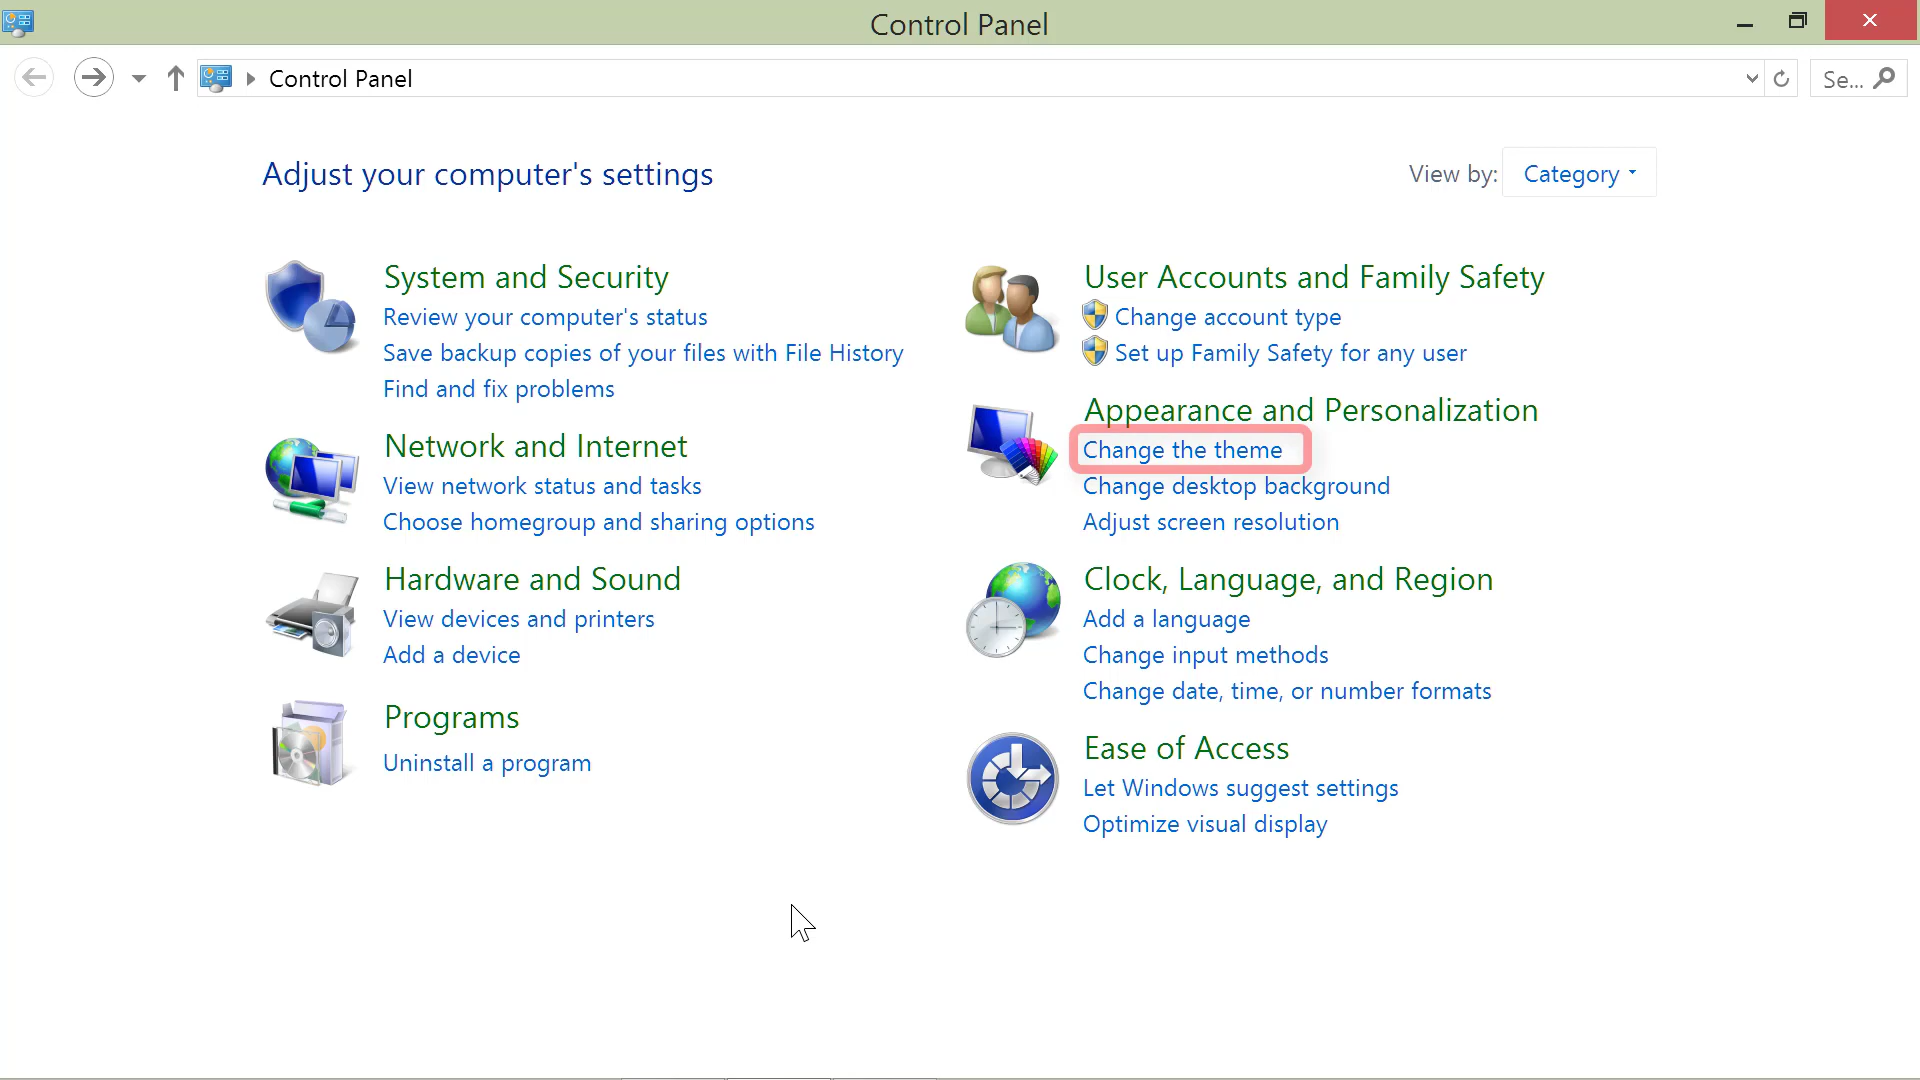 Control Panel
Control Panel
Se...
Adjust your computer's settings
View by: Category
System and Security
Review your computer's status
Save backup copies of your files with File History
Find and fix problems
Network and Internet
View network status and tasks
Choose homegroup and sharing options
Hardware and Sound
View devices and printers
Add a device
Programs
Uninstall a program
User Accounts and Family Safety
Change account type
Set up Family Safety for any user
Appearance and Personalization
Change the theme
Change desktop background
Adjust screen resolution
Clock, Language, and Region
Add a language
Change input methods
Change date, time, or number formats
Ease of Access
Let Windows suggest settings
Optimize visual display